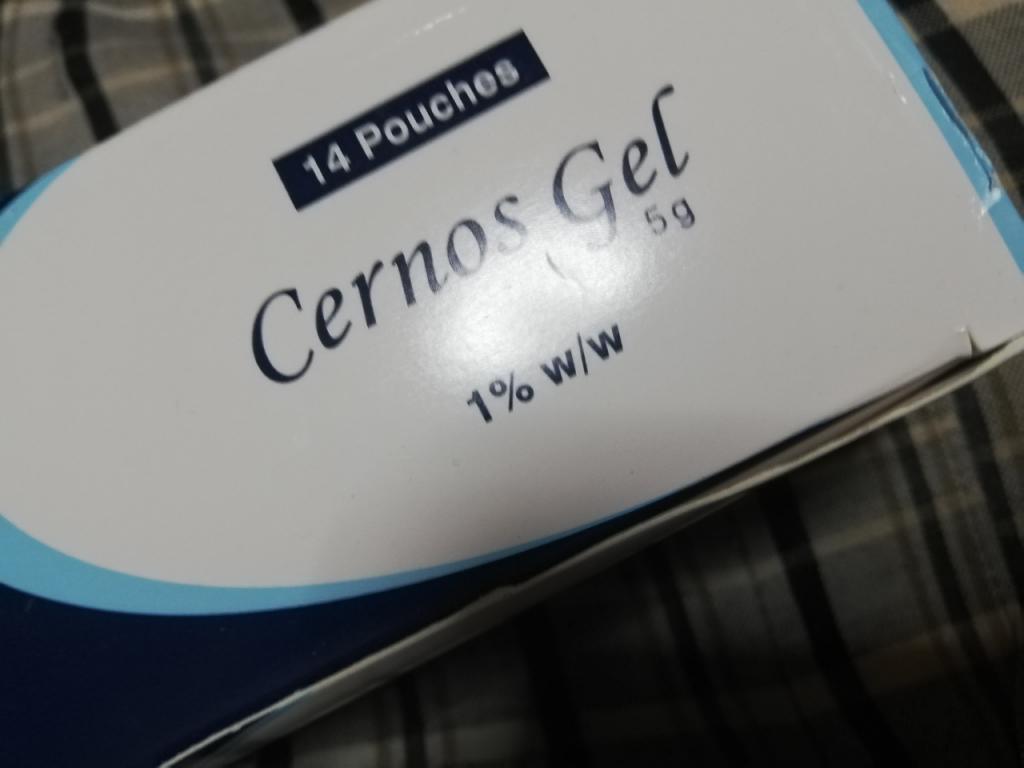 14 Pouches
Cernos Gel
5g
1% w/w